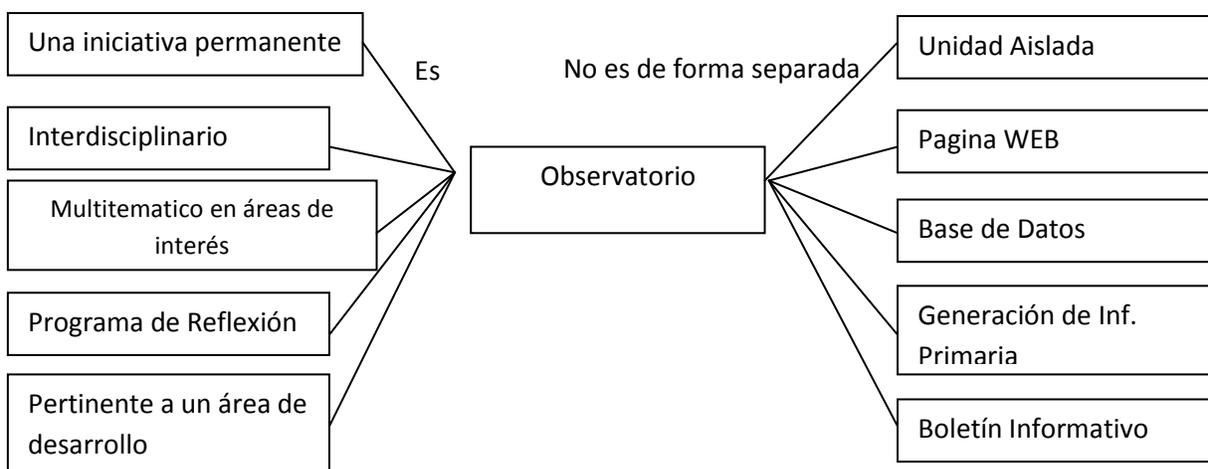 Una iniciativa permanente
Es
Interdisciplinario
Multitematico en áreas de
interés
Programa de Reflexión
Pertinente a un área de
desarrollo
Observatorio
No es de forma separada
Unidad Aislada
Pagina WEB
Base de Datos
Generación de Inf.
Primaria
Boletín Informativo